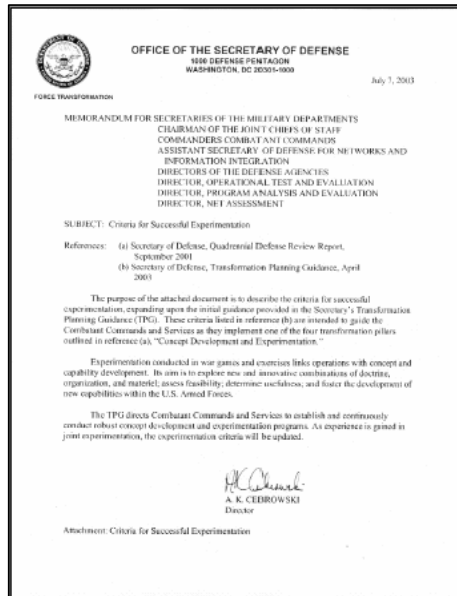 OFFICE OF THE SECRETARY OF DEFENSE
1000 DEFENSE PENTAGON
WASHINGTON, DC 20301-1000
July 7, 2003
FORCE TRANSFORMATION
MEMORANDUM FOR SECRETARIES OF THE MILITARY DEPARTMENTS
CHAIRMAN OF THE JOINT CHIEFS OF STAFF
COMMANDERS COMBATANT COMMANDS
ASSISTANT SECRETARY OF DEFENSE FOR NETWORKS AND
INFORMATION INTEGRATION
DIRECTORS OF THE DEFENSE AGENCIES
DIRECTOR, OPERATIONAL TEST AND EVALUATION
DIRECTOR, PROGRAM ANALYSIS AND EVALUATION
DIRECTOR, NET ASSESSMENT
SUBJECT: Criteria for Successful Experimentation
References: (a) Secretary of Defense, Quadrennial Defense Review Report,
September 2001
(b) Secretary of Defense, Transformation Planning Guidance, April
2003
The purpose of the attached document is to describe the criteria for successful
experimentation, expanding upon the initial guidance provided in the Secretary's Transformation
Planning Guidance (TPG). These criteria listed in reference (b) are intended to guide the
Combatant Commands and Services as they implement one of the four transformation pillars
outlined in reference (a), "Concept Development and Experimentation."
Experimentation conducted in war games and exercises links operations with concept and
capability development. Its aim is to explore new and innovative combinations of doctrine,
organization, and materiel; assess feasibility; determine usefulness; and foster the development of
new capabilities within the U.S. Armed Forces.
The TPG directs Combatant Commands and Services to establish and continuously
conduct robust concept development and experimentation programs. As experience is gained in
joint experimentation, the experimentation criteria will be updated.
A. K. CEBROWSKI
Director
Attachment: Criteria for Successful Experimentation